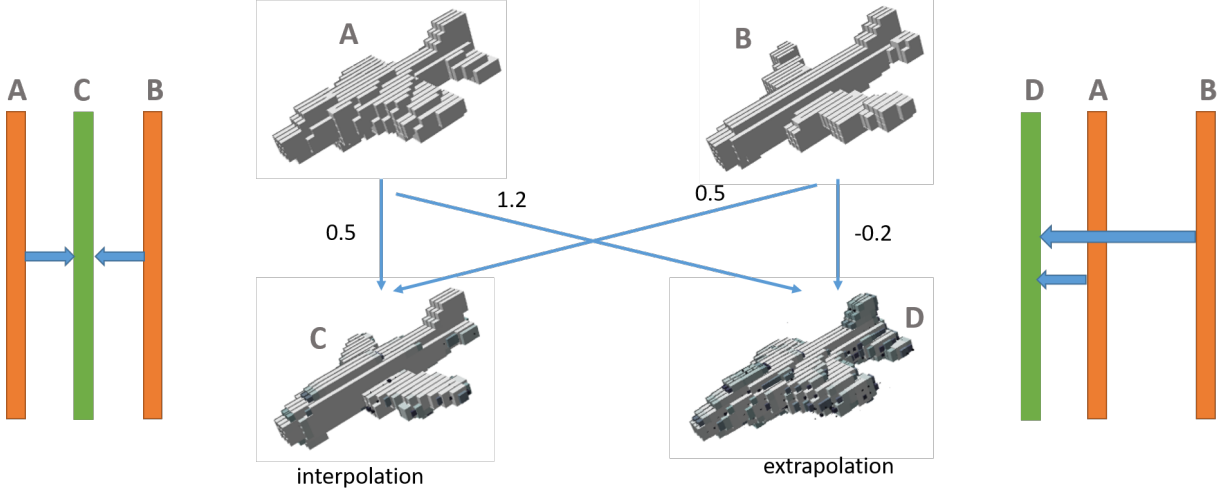 A
B
A C B
D A B
1.2
0.5
0.5
-0.2
C
D
interpolation
extrapolation